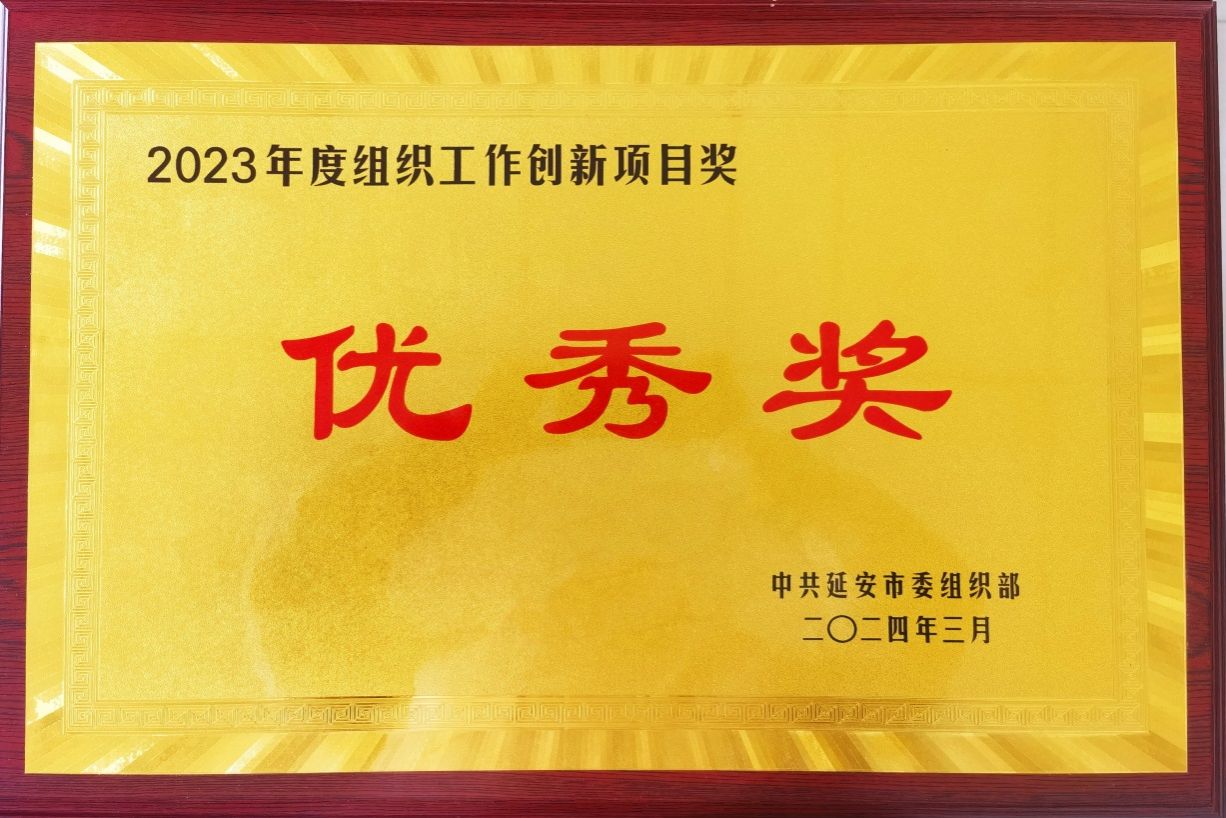 2023年度组织工作创新项目奖
优秀奖
中共延安市委组织部
二〇二四年三月